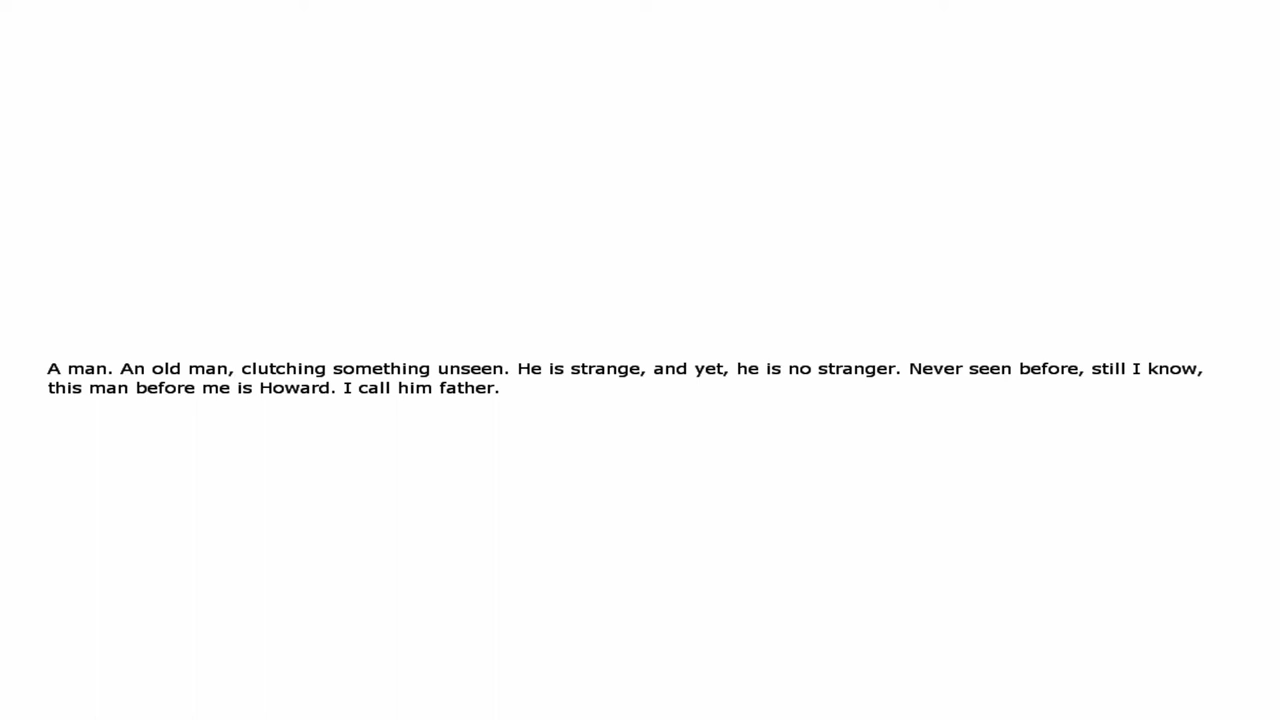 A man. An old man, clutching something unseen. He is strange, and yet, he is no stranger. Never seen before, still I know,
this man before me is Howard. I call him father.